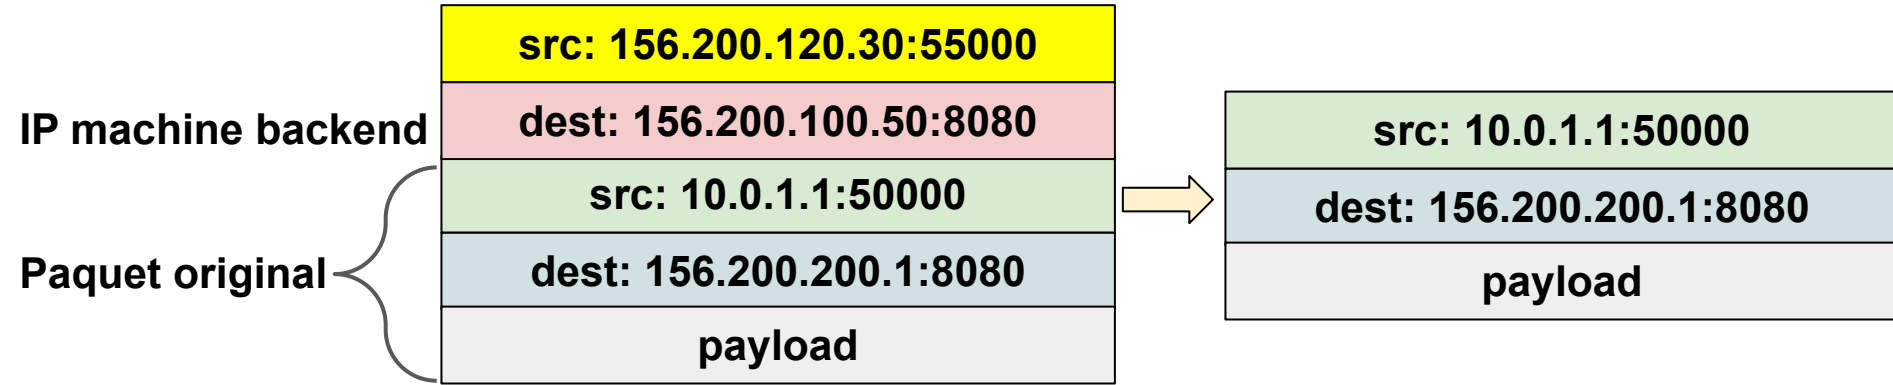 IP machine backend
Paquet original
src: 156.200.120.30:55000
dest: 156.200.100.50:8080
src: 10.0.1.1:50000
dest: 156.200.200.1:8080
payload
src: 10.0.1.1:50000
dest: 156.200.200.1:8080
payload